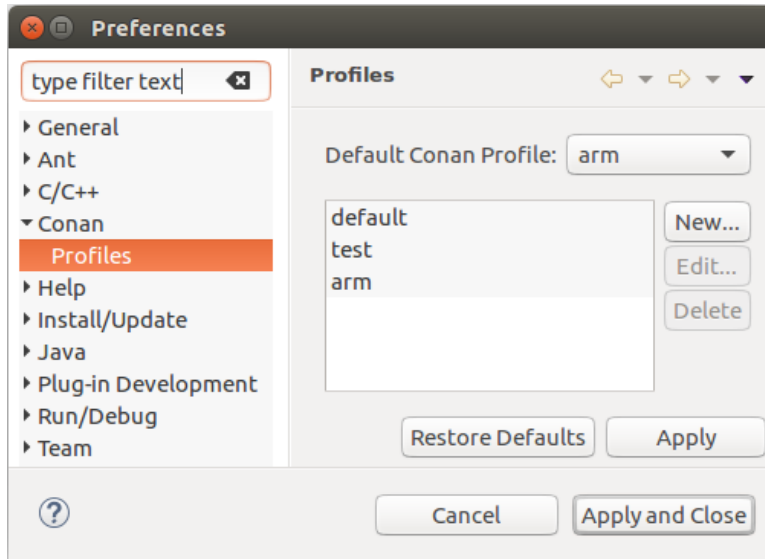 Preferences
type filter text
General
Ant
C/C++
Conan
Profiles
Help
Install/Update
Java
Plug-in Development
Run/Debug
Team
Profiles
Default Conan Profile: arm
default
test
arm
New...
Edit...
Delete
Restore Defaults
Apply
?
Cancel
Apply and Close